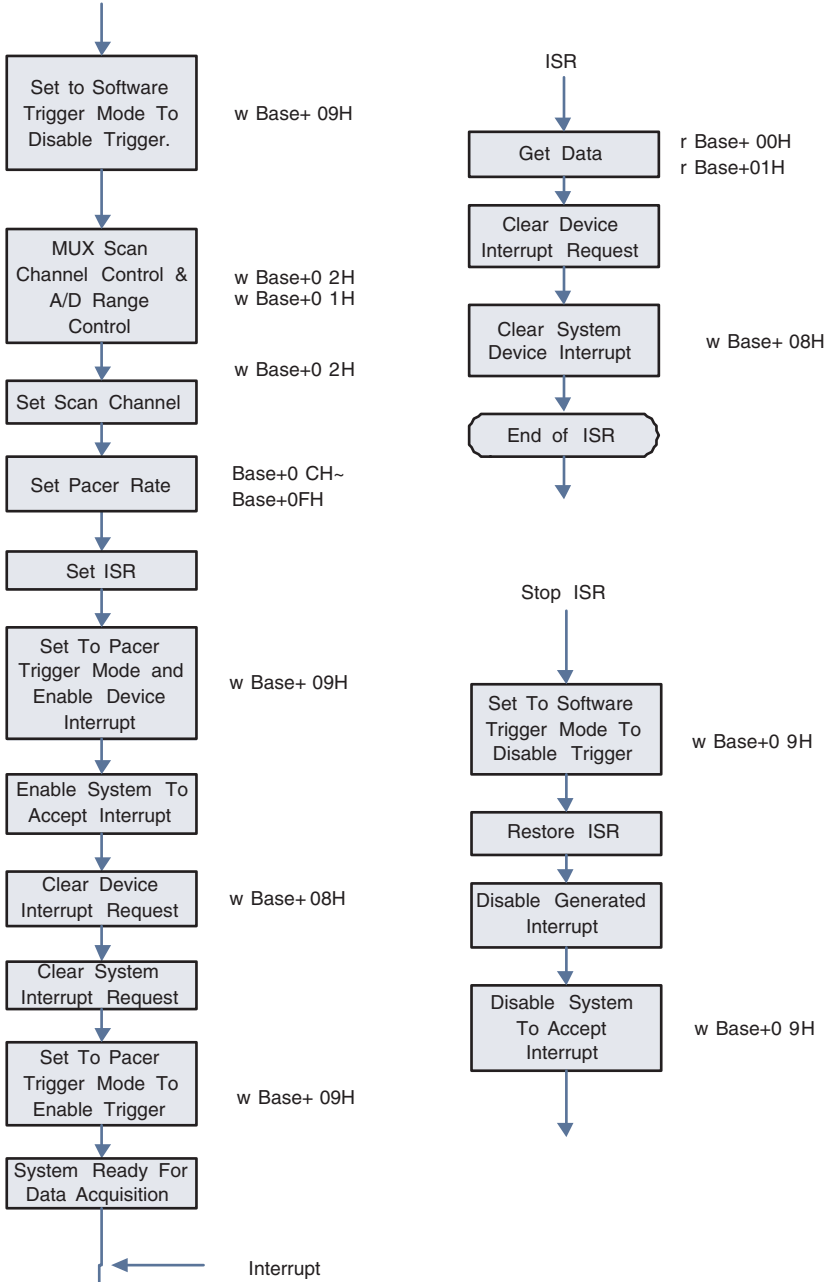 Set to Software
Trigger Mode To
Disable Trigger.
w Base+ 09H
MUX Scan
Channel Control &
A/D Range
Control
w Base+0 2H
w Base+0 1H
w Base+0 2H
Set Scan Channel
Set Pacer Rate
Base+0 CH~
Base+0FH
Set ISR
Set To Pacer
Trigger Mode and
Enable Device
Interrupt
w Base+ 09H
Enable System To
Accept Interrupt
Clear Device
Interrupt Request
w Base+ 08H
Clear System
Interrupt Request
Set To Pacer
Trigger Mode To
Enable Trigger
w Base+ 09H
System Ready For
Data Acquisition
Interrupt
ISR
Get Data
r Base+ 00H
r Base+01H
Clear Device
Interrupt Request
Clear System
Device Interrupt
w Base+ 08H
End of ISR
Stop ISR
Set To Software
Trigger Mode To
Disable Trigger
w Base+0 9H
Restore ISR
Disable Generated
Interrupt
Disable System
To Accept
Interrupt
w Base+0 9H